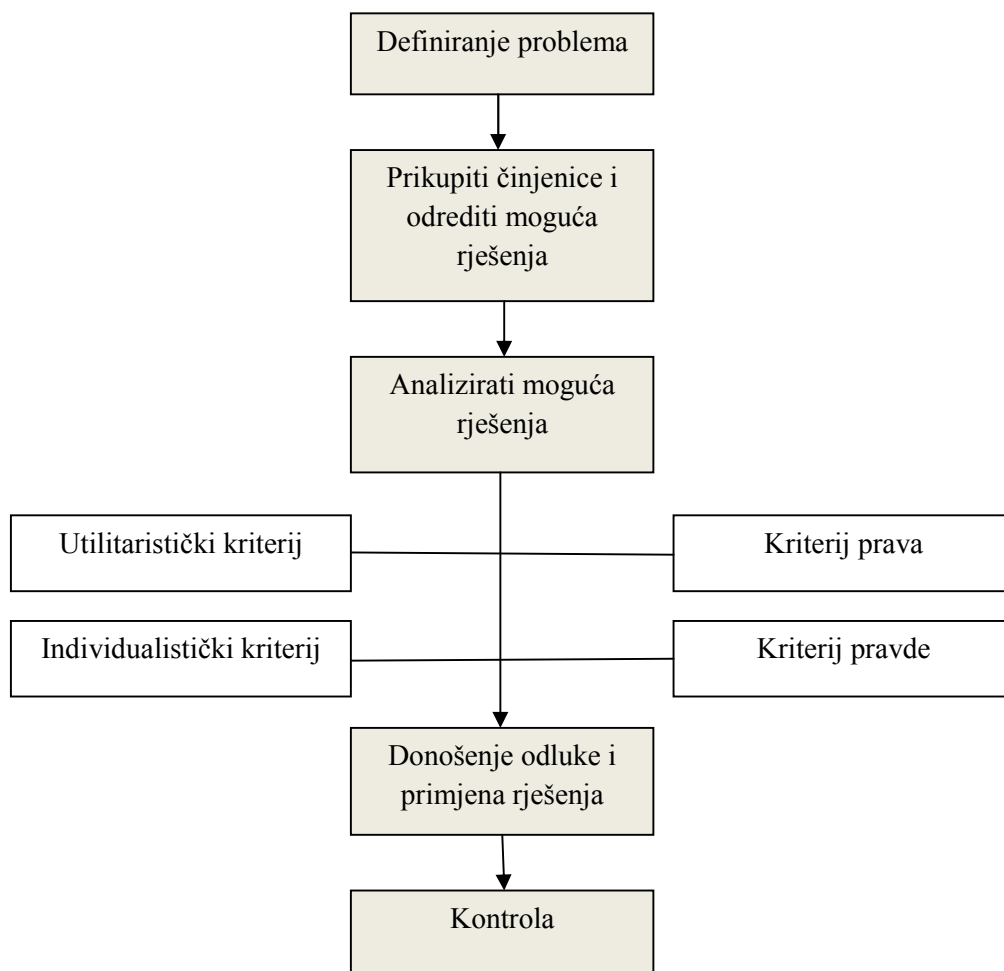 Definiranje problema
Prikupiti činjenice i
odrediti moguća
rješenja
Analizirati moguća
rješenja
Utilitaristički kriterij
Kriterij prava
Individualistički kriterij
Kriterij pravde
Donošenje odluke i
primjena rješenja
Kontrola